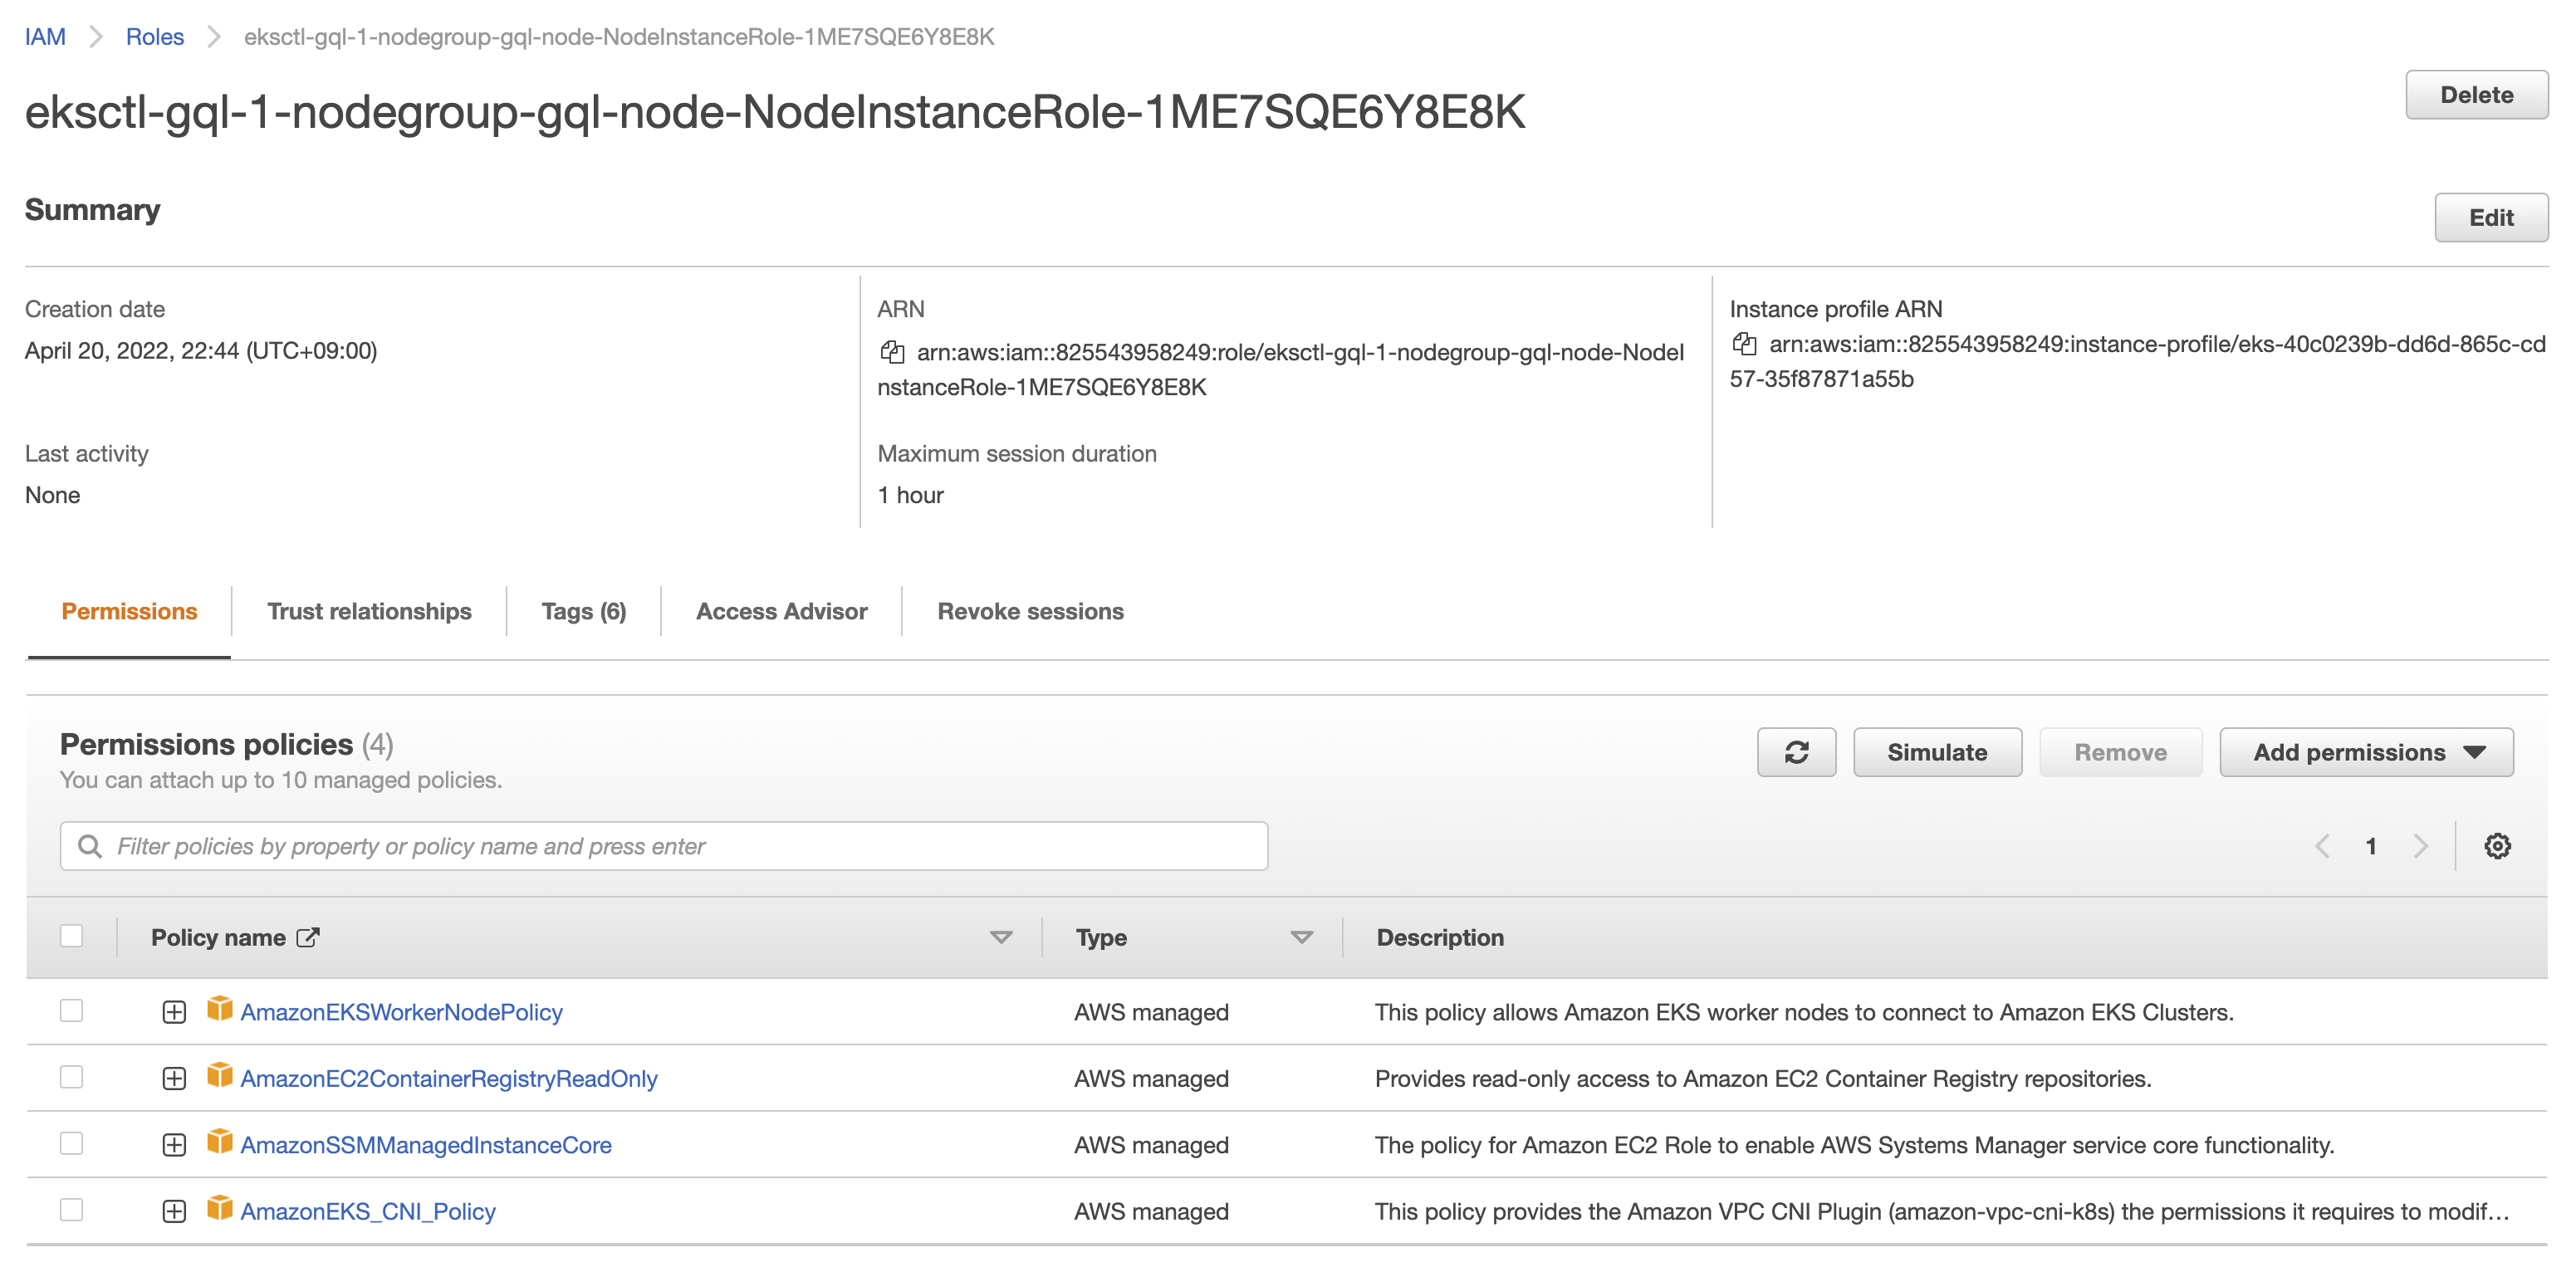 IAM > Roles > eksctl-gql-1-nodegroup-gql-node-NodeInstanceRole-1ME7SQE6Y8E8K
eksctl-gql-1-nodegroup-gql-node-NodeInstanceRole-1ME7SQE6Y8E8K
Delete
Summary
Edit
Creation date
April 20, 2022, 22:44 (UTC+09:00)
ARN
arn:aws:iam::825543958249:role/eksctl-gql-1-nodegroup-gql-node-NodeI
nstanceRole-1ME7SQE6Y8E8K
Instance profile ARN
arn:aws:iam::825543958249:instance-profile/eks-40c0239b-dd6d-865c-cd
57-35f87871a55b
Last activity
None
Maximum session duration
1 hour
Permissions
Trust relationships
Tags (6)
Access Advisor
Revoke sessions
Permissions policies (4)
You can attach up to 10 managed policies.
Simulate
Remove
Add permissions
Filter policies by property or policy name and press enter
1
Policy name
Type
Description
AmazonEKSWorkerNodePolicy
AWS managed
This policy allows Amazon EKS worker nodes to connect to Amazon EKS Clusters.
AmazonEC2ContainerRegistryReadOnly
AWS managed
Provides read-only access to Amazon EC2 Container Registry repositories.
AmazonSSMManagedInstanceCore
AWS managed
The policy for Amazon EC2 Role to enable AWS Systems Manager service core functionality.
AmazonEKS_CNI_Policy
AWS managed
This policy provides the Amazon VPC CNI Plugin (amazon-vpc-cni-k8s) the permissions it requires to modif...